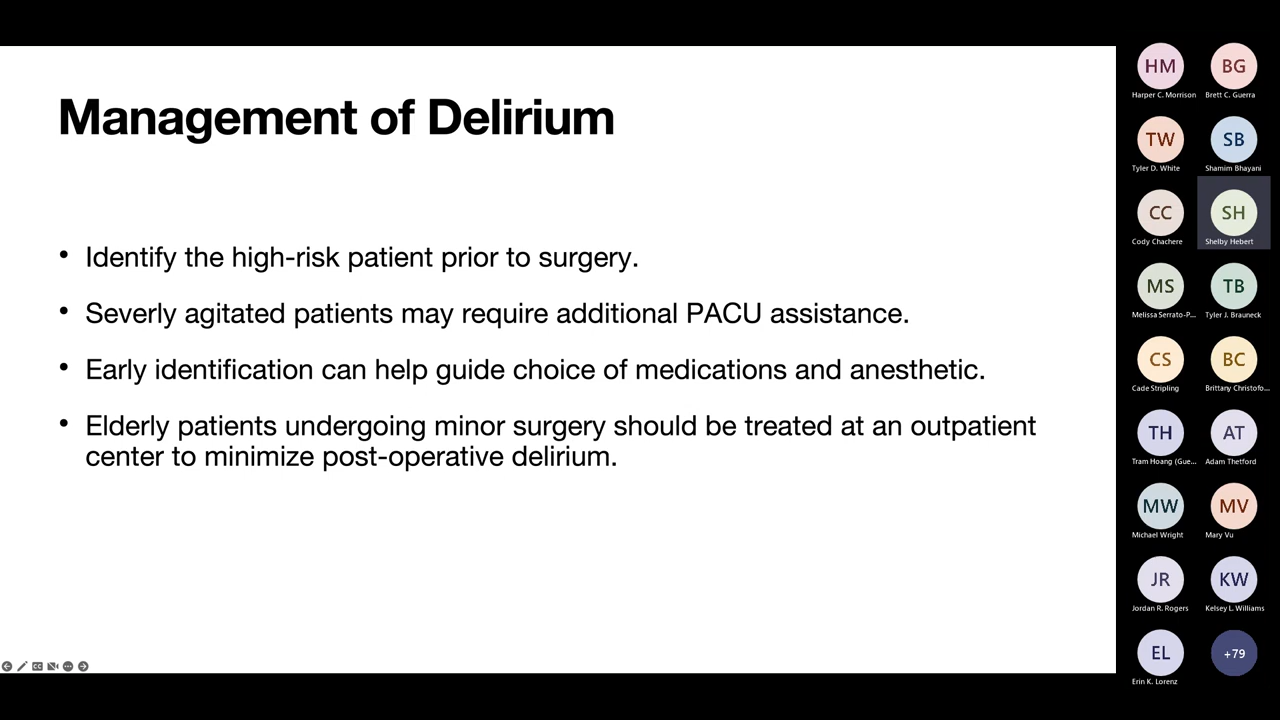 Management of Delirium
• Identify the high-risk patient prior to surgery.
• Severly agitated patients may require additional PACU assistance.
• Early identification can help guide choice of medications and anesthetic.
• Elderly patients undergoing minor surgery should be treated at an outpatient
center to minimize post-operative delirium.
HM BG
Harper C. Morrison Brett C. Guerra
TW SB
Tyler D. White Shamim Bhayani
CC SH
Cody Chachere Shelby Hebert
MS TB
Melissa Serrato-P... Tyler J. Brauneck
CS BC
Cade Stripling Brittany Christofo...
TH AT
Tram Hoang (Gue... Adam Thetford
MW MV
Michael Wright Mary Vu
JR KW
Jordan R. Rogers Kelsey L. Williams
EL +79
Erin K. Lorenz